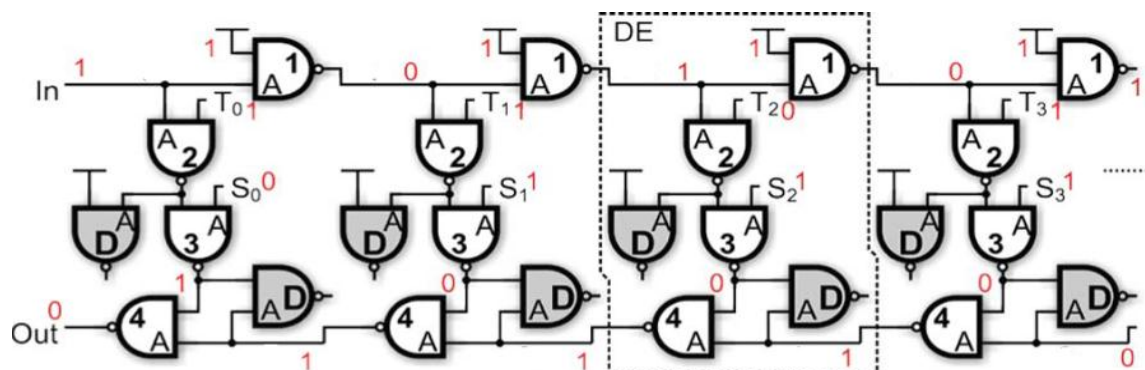 DE
1 1 1 1
1 1 0 1 1 1 0 1
In A A A A 1
T₀ 1 T₁ 1 T₂ 0 T₃ 1
A A A A
2 2 2 2
S₀ 0 S₁ 1 S₂ 1 S₃ 1 ......
A A A A A A A A
D 3 D 3 D 3 D 3
1 D 0 D 0 D 0 D
0 4 A 4 A 4 A 4 A
Out A A A A
1 1 1 0